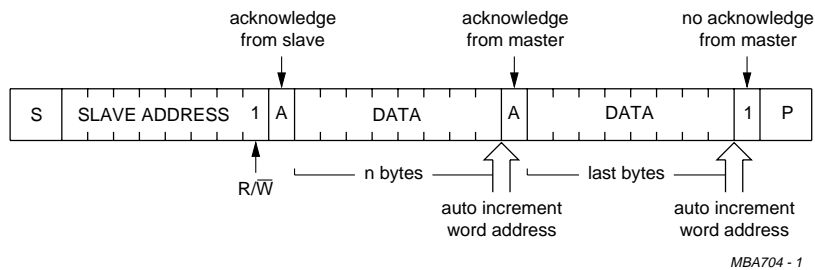 acknowledge
from slave
acknowledge
from master
no acknowledge
from master
S SLAVE ADDRESS 1 A DATA A DATA 1 P
R/W̅
n bytes
last bytes
auto increment
word address
auto increment
word address
MBA704 - 1